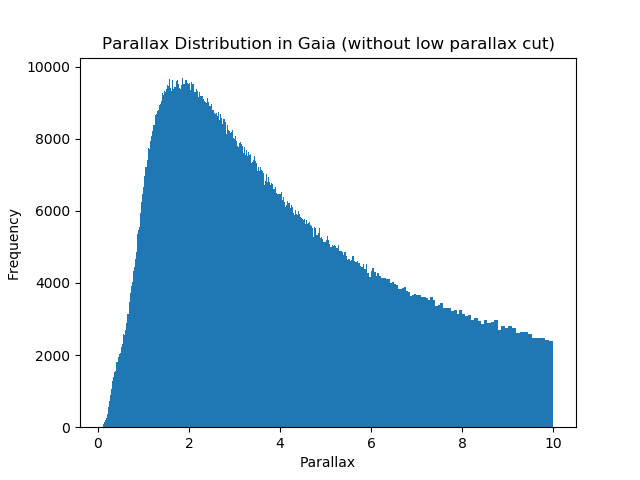 Parallax Distribution in Gaia (without low parallax cut)
10000
8000
6000
4000
2000
0
Frequency
0 2 4 6 8 10
Parallax